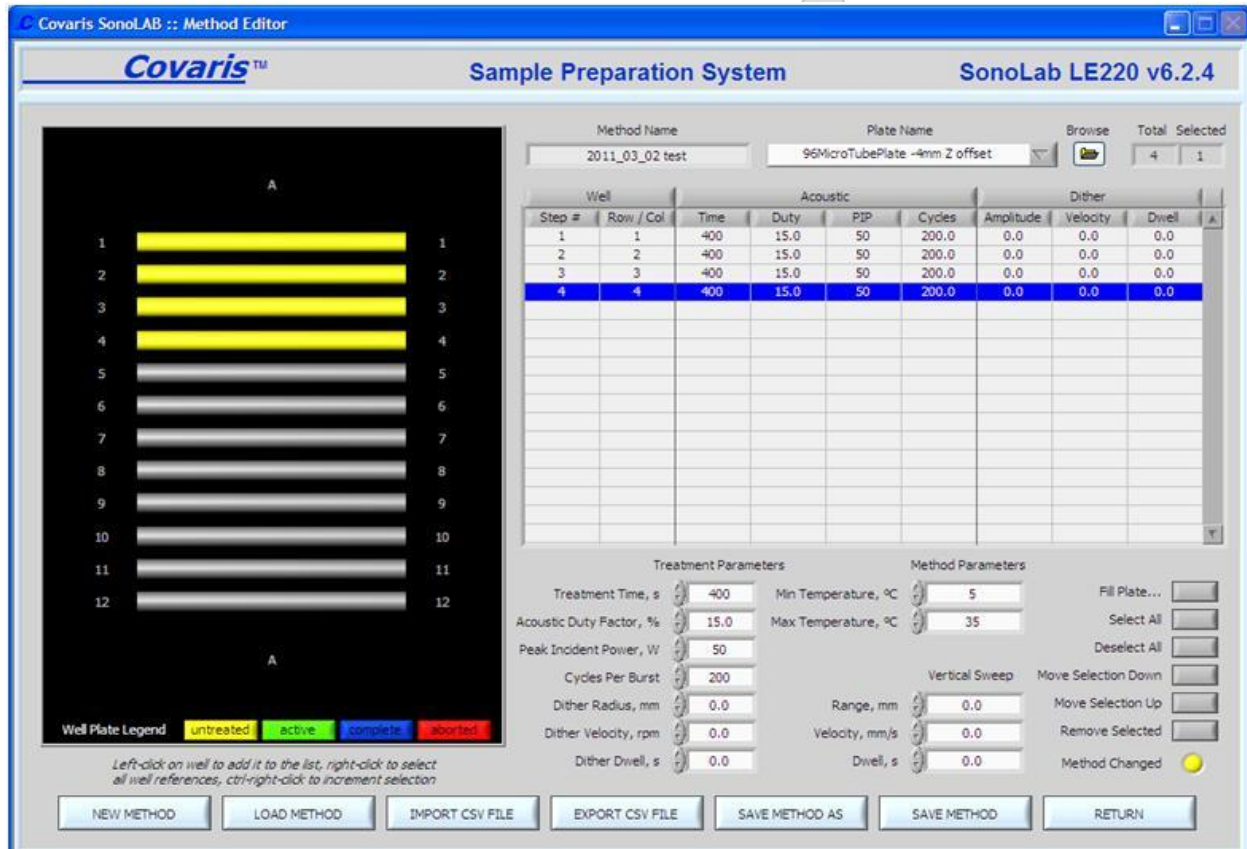 Covaris SonoLAB :: Method Editor
Covaris™ Sample Preparation System SonoLab LE220 v6.2.4
Method Name Plate Name Browse Total Selected
2011_03_02 test 96MicroTubePlate -4mm Z offset 4 1
Well Acoustic Dither
Step # Row / Col Time Duty PIP Cycles Amplitude Velocity Dwell
1 1 400 15.0 50 200.0 0.0 0.0 0.0
2 2 400 15.0 50 200.0 0.0 0.0 0.0
3 3 400 15.0 50 200.0 0.0 0.0 0.0
4 4 400 15.0 50 200.0 0.0 0.0 0.0
A
1 1
2 2
3 3
4 4
5 5
6 6
7 7
8 8
9 9
10 10
11 11
12 12
A
Well Plate Legend untreated active complete aborted
Left-click on well to add it to the list, right-click to select
all well references, ctrl-right-click to increment selection
Treatment Parameters Method Parameters
Treatment Time, s 400 Min Temperature, ºC 5 Fill Plate...
Acoustic Duty Factor, % 15.0 Max Temperature, ºC 35 Select All
Peak Incident Power, W 50 Deselect All
Cycles Per Burst 200 Vertical Sweep Move Selection Down
Dither Radius, mm 0.0 Range, mm 0.0 Move Selection Up
Dither Velocity, rpm 0.0 Velocity, mm/s 0.0 Remove Selected
Dither Dwell, s 0.0 Dwell, s 0.0 Method Changed
NEW METHOD LOAD METHOD IMPORT CSV FILE EXPORT CSV FILE SAVE METHOD AS SAVE METHOD RETURN